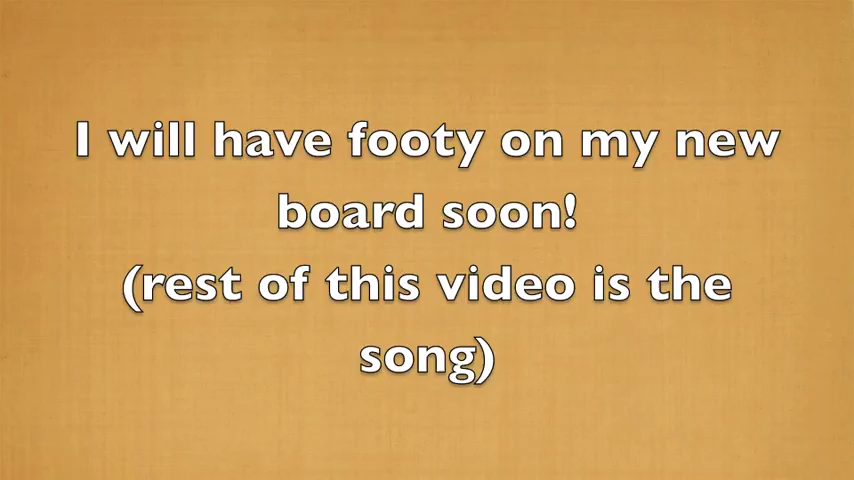 I will have footy on my new
board soon!
(rest of this video is the
song)